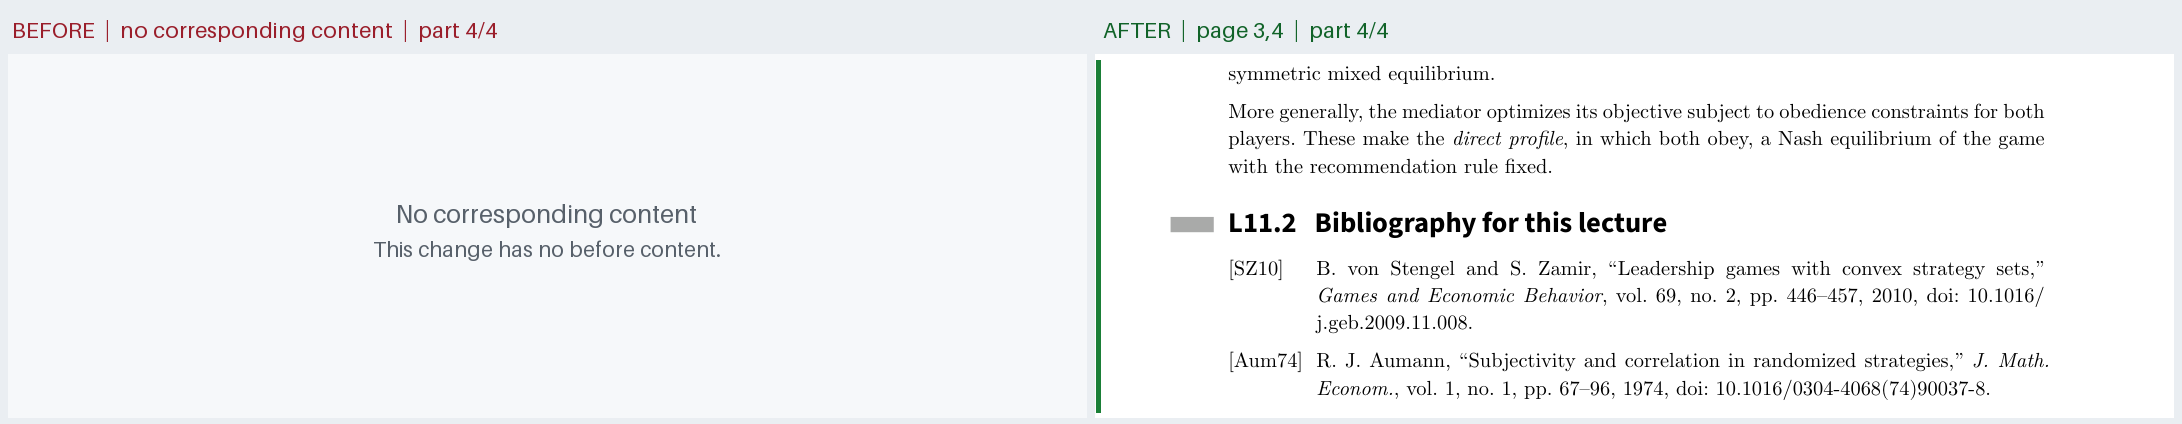 BEFORE | no corresponding content | part 4/4
No corresponding content
This change has no before content.
AFTER | page 3,4 | part 4/4
symmetric mixed equilibrium.
More generally, the mediator optimizes its objective subject to obedience constraints for both
players. These make the direct profile, in which both obey, a Nash equilibrium of the game
with the recommendation rule fixed.
L11.2 Bibliography for this lecture
[SZ10] B. von Stengel and S. Zamir, “Leadership games with convex strategy sets,”
Games and Economic Behavior, vol. 69, no. 2, pp. 446–457, 2010, doi: 10.1016/
j.geb.2009.11.008.
[Aum74] R. J. Aumann, “Subjectivity and correlation in randomized strategies,” J. Math.
Econom., vol. 1, no. 1, pp. 67–96, 1974, doi: 10.1016/0304-4068(74)90037-8.